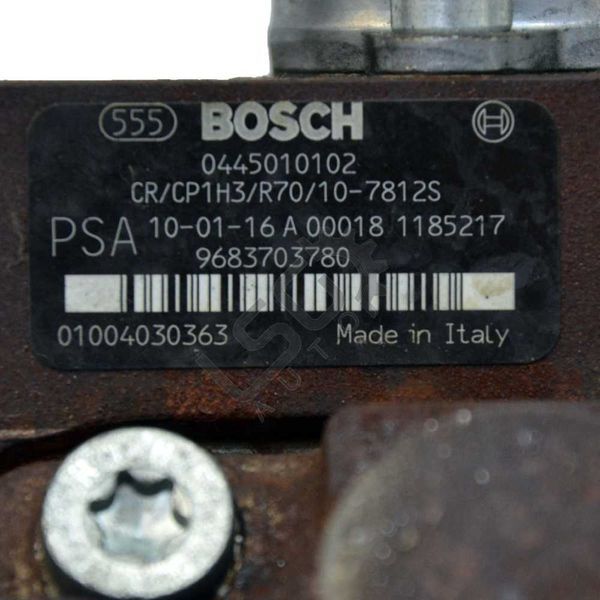 555 BOSCH
0445010102
CR/CP1H3/R70/10-7812S
PSA 10-01-16 A 00018 1185217
9683703780
01004030363 Made in Italy